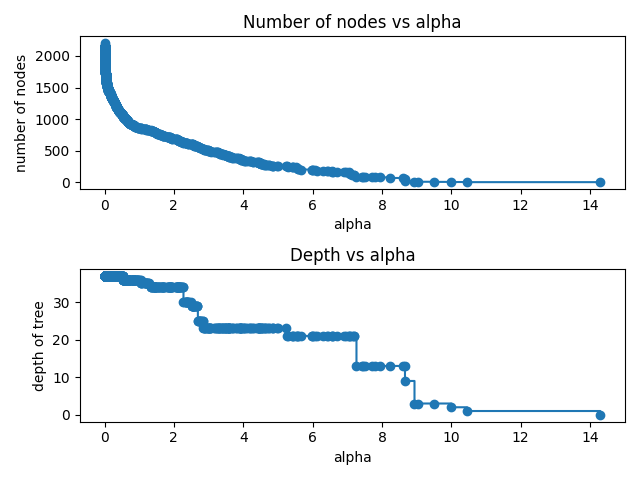 Number of nodes vs alpha
number of nodes
2000
1500
1000
500
0
0 2 4 6 8 10 12 14
alpha
Depth vs alpha
depth of tree
30
20
10
0
0 2 4 6 8 10 12 14
alpha